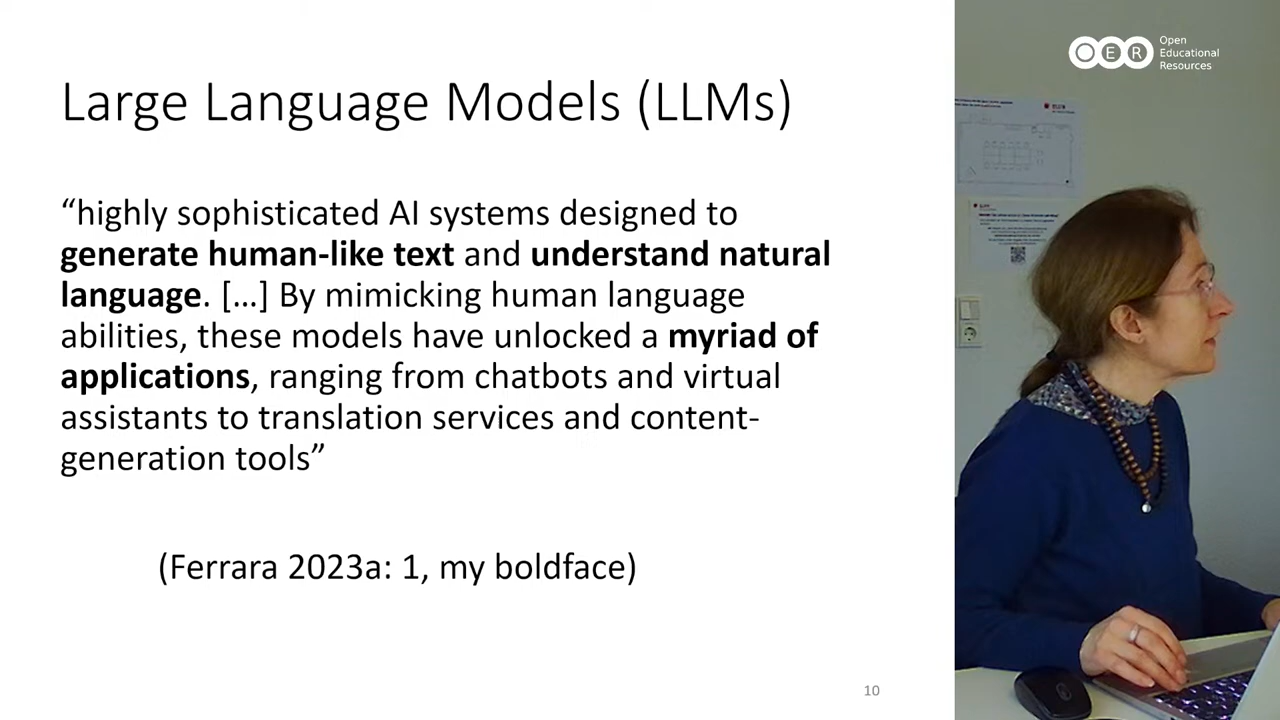 Large Language Models (LLMs)
“highly sophisticated AI systems designed to
generate human-like text and understand natural
language. […] By mimicking human language
abilities, these models have unlocked a myriad of
applications, ranging from chatbots and virtual
assistants to translation services and content-
generation tools”
(Ferrara 2023a: 1, my boldface)
10
OER
Open
Educational
Resources